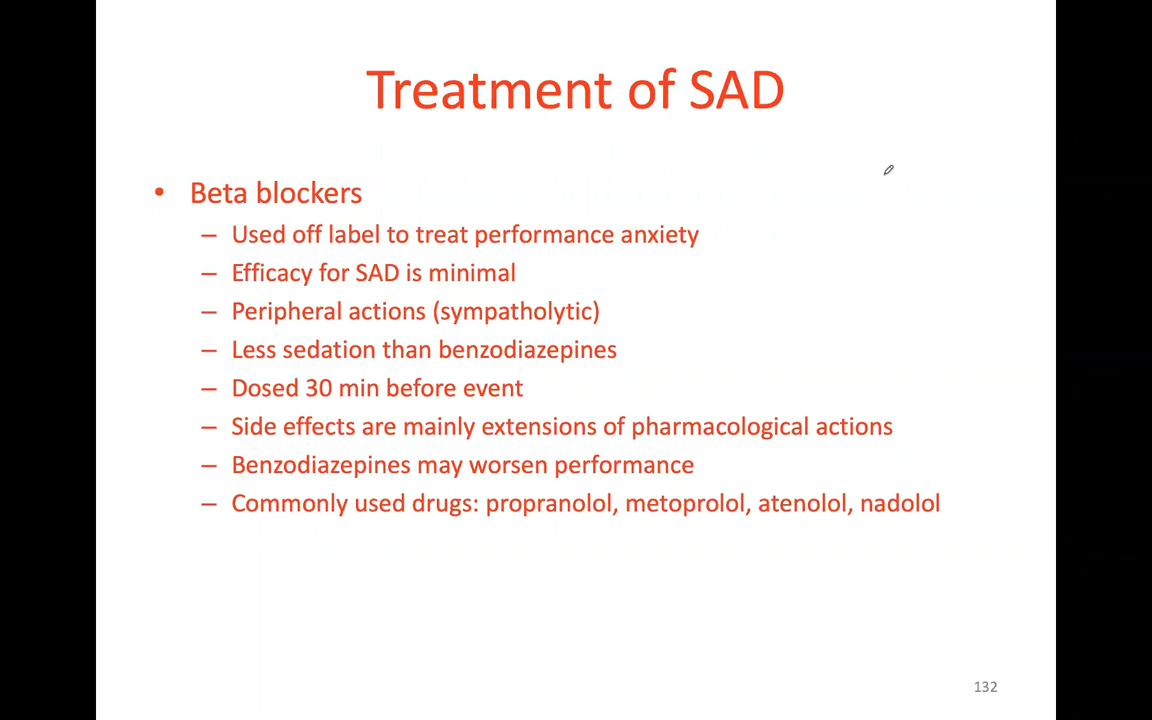 Treatment of SAD
• Beta blockers
– Used off label to treat performance anxiety
– Efficacy for SAD is minimal
– Peripheral actions (sympatholytic)
– Less sedation than benzodiazepines
– Dosed 30 min before event
– Side effects are mainly extensions of pharmacological actions
– Benzodiazepines may worsen performance
– Commonly used drugs: propranolol, metoprolol, atenolol, nadolol
132